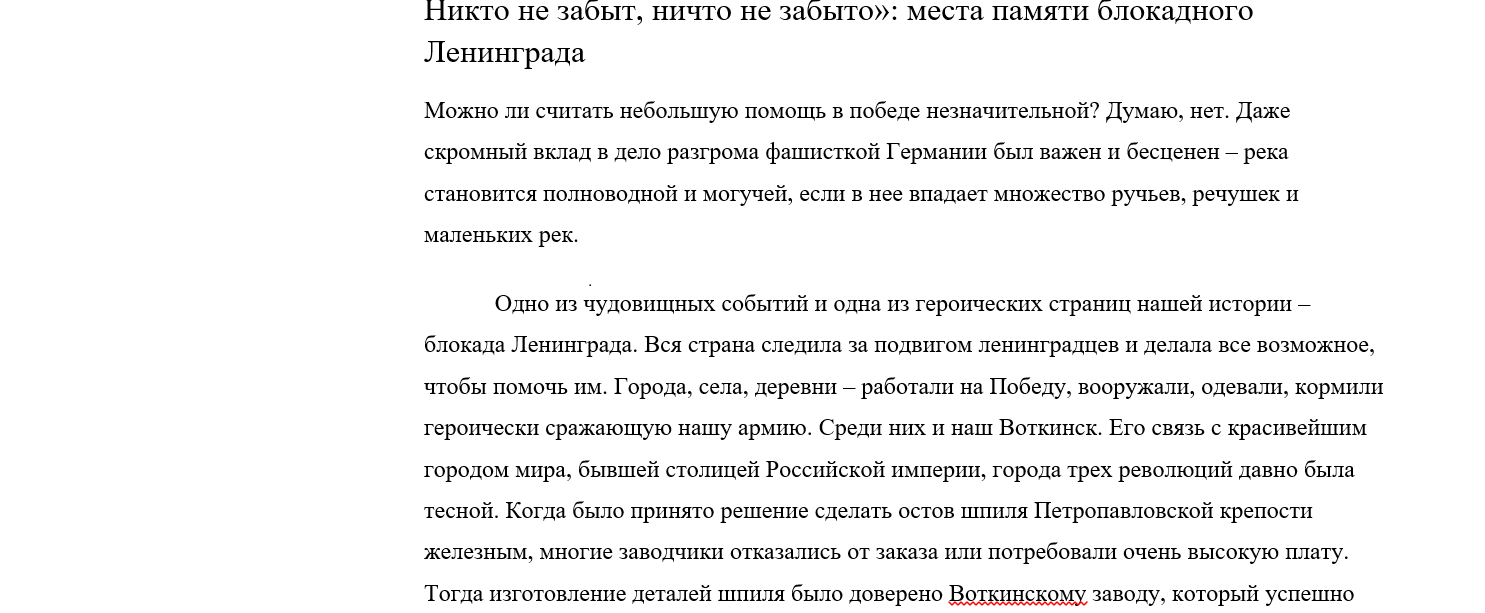 Никто не забыт, ничто не забыто»: места памяти блокадного
Ленинграда
Можно ли считать небольшую помощь в победе незначительной? Думаю, нет. Даже
скромный вклад в дело разгрома фашисткой Германии был важен и бесценен – река
становится полноводной и могучей, если в нее впадает множество ручьев, речушек и
маленьких рек.
Одно из чудовищных событий и одна из героических страниц нашей истории –
блокада Ленинграда. Вся страна следила за подвигом ленинградцев и делала все возможное,
чтобы помочь им. Города, села, деревни – работали на Победу, вооружали, одевали, кормили
героически сражающую нашу армию. Среди них и наш Воткинск. Его связь с красивейшим
городом мира, бывшей столицей Российской империи, города трех революций давно была
тесной. Когда было принято решение сделать остов шпиля Петропавловской крепости
железным, многие заводчики отказались от заказа или потребовали очень высокую плату.
Тогда изготовление деталей шпиля было доверено Воткинскому заводу, который успешно